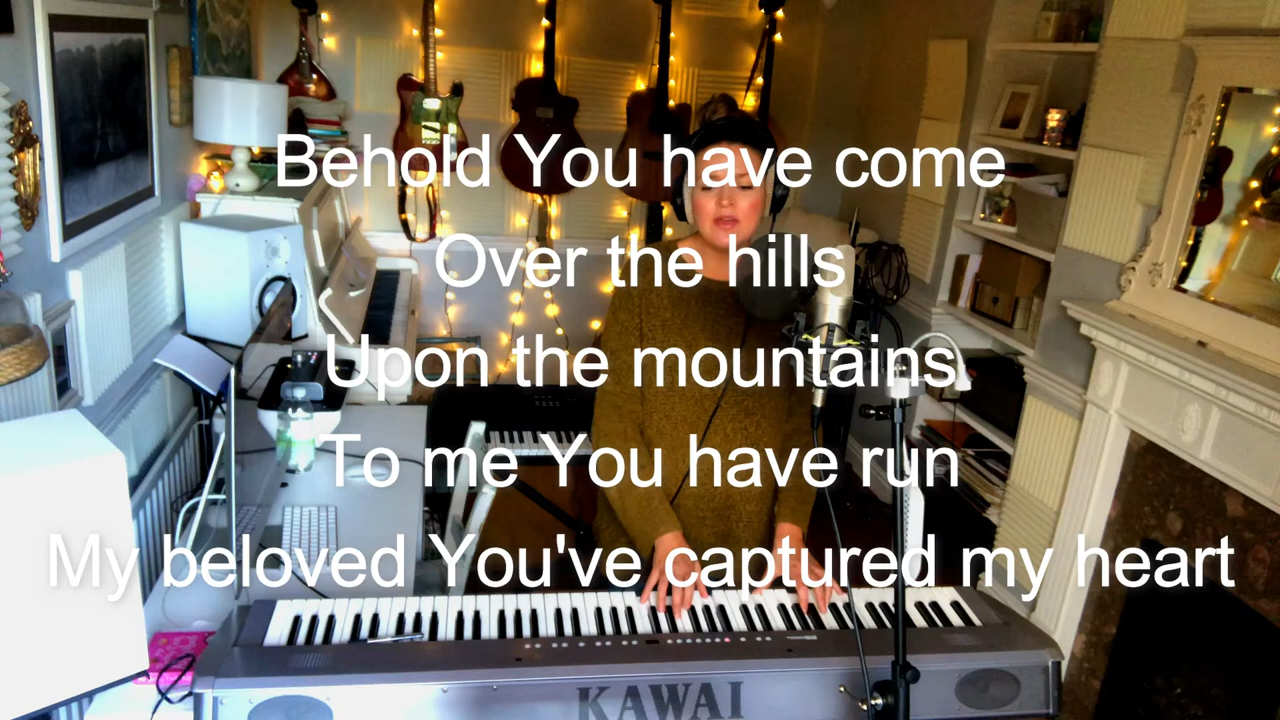 Behold You have come
Over the hills
Upon the mountains
To me You have run
My beloved You've captured my heart
KAWAI